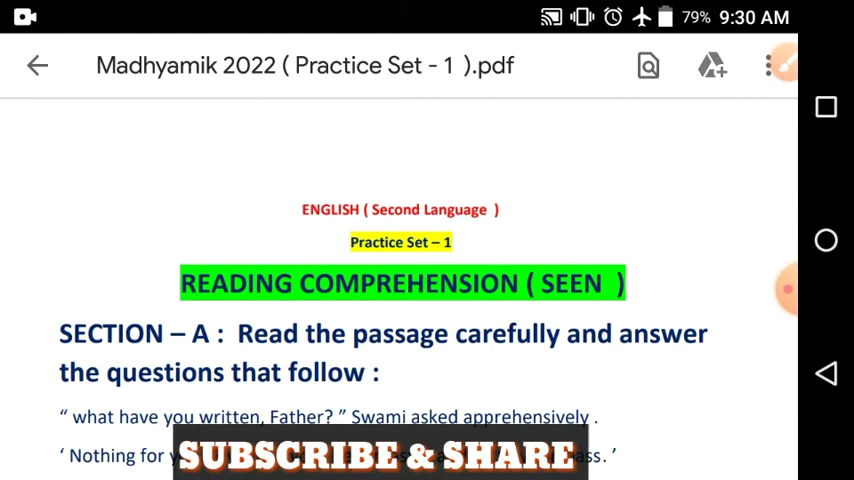 79% 9:30 AM
Madhyamik 2022 ( Practice Set - 1 ).pdf
ENGLISH ( Second Language )
Practice Set – 1
READING COMPREHENSION ( SEEN )
SECTION – A : Read the passage carefully and answer
the questions that follow :
“ what have you written, Father? ” Swami asked apprehensively .
‘ Nothing for
SUBSCRIBE & SHARE